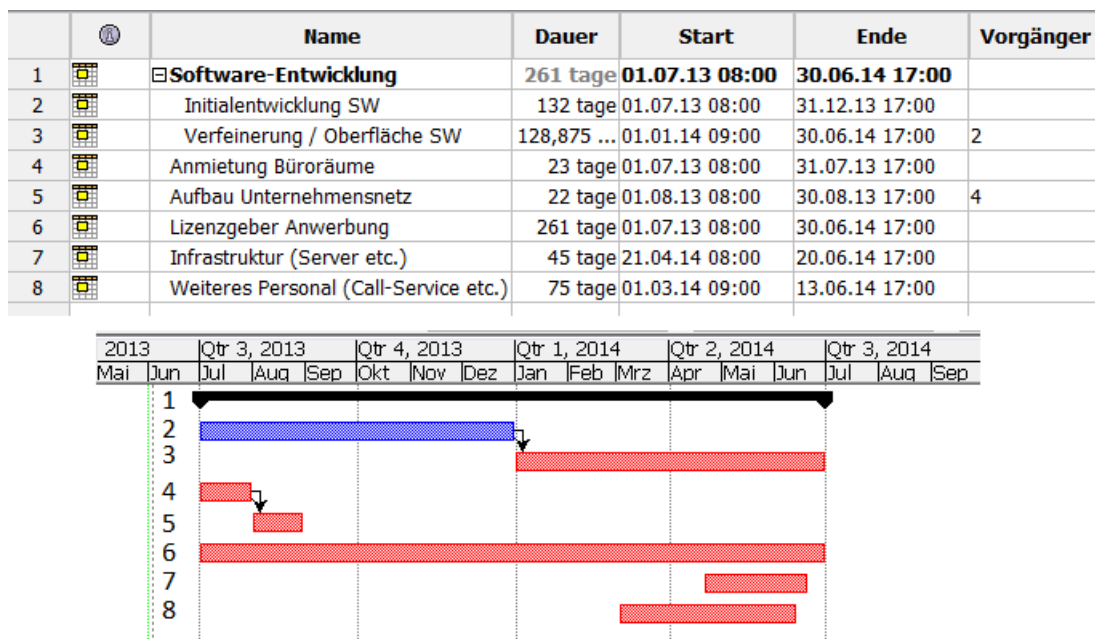 Name Dauer Start Ende Vorgänger
1 Software-Entwicklung 261 tage 01.07.13 08:00 30.06.14 17:00
2 Initialentwicklung SW 132 tage 01.07.13 08:00 31.12.13 17:00
3 Verfeinerung / Oberfläche SW 128,875 ... 01.01.14 09:00 30.06.14 17:00 2
4 Anmietung Büroräume 23 tage 01.07.13 08:00 31.07.13 17:00
5 Aufbau Unternehmensnetz 22 tage 01.08.13 08:00 30.08.13 17:00 4
6 Lizenzgeber Anwerbung 261 tage 01.07.13 08:00 30.06.14 17:00
7 Infrastruktur (Server etc.) 45 tage 21.04.14 08:00 20.06.14 17:00
8 Weiteres Personal (Call-Service etc.) 75 tage 01.03.14 09:00 13.06.14 17:00
2013 Qtr 3, 2013 Qtr 4, 2013 Qtr 1, 2014 Qtr 2, 2014 Qtr 3, 2014
Mai Jun Jul Aug Sep Okt Nov Dez Jan Feb Mrz Apr Mai Jun Jul Aug Sep
1
2
3
4
5
6
7
8